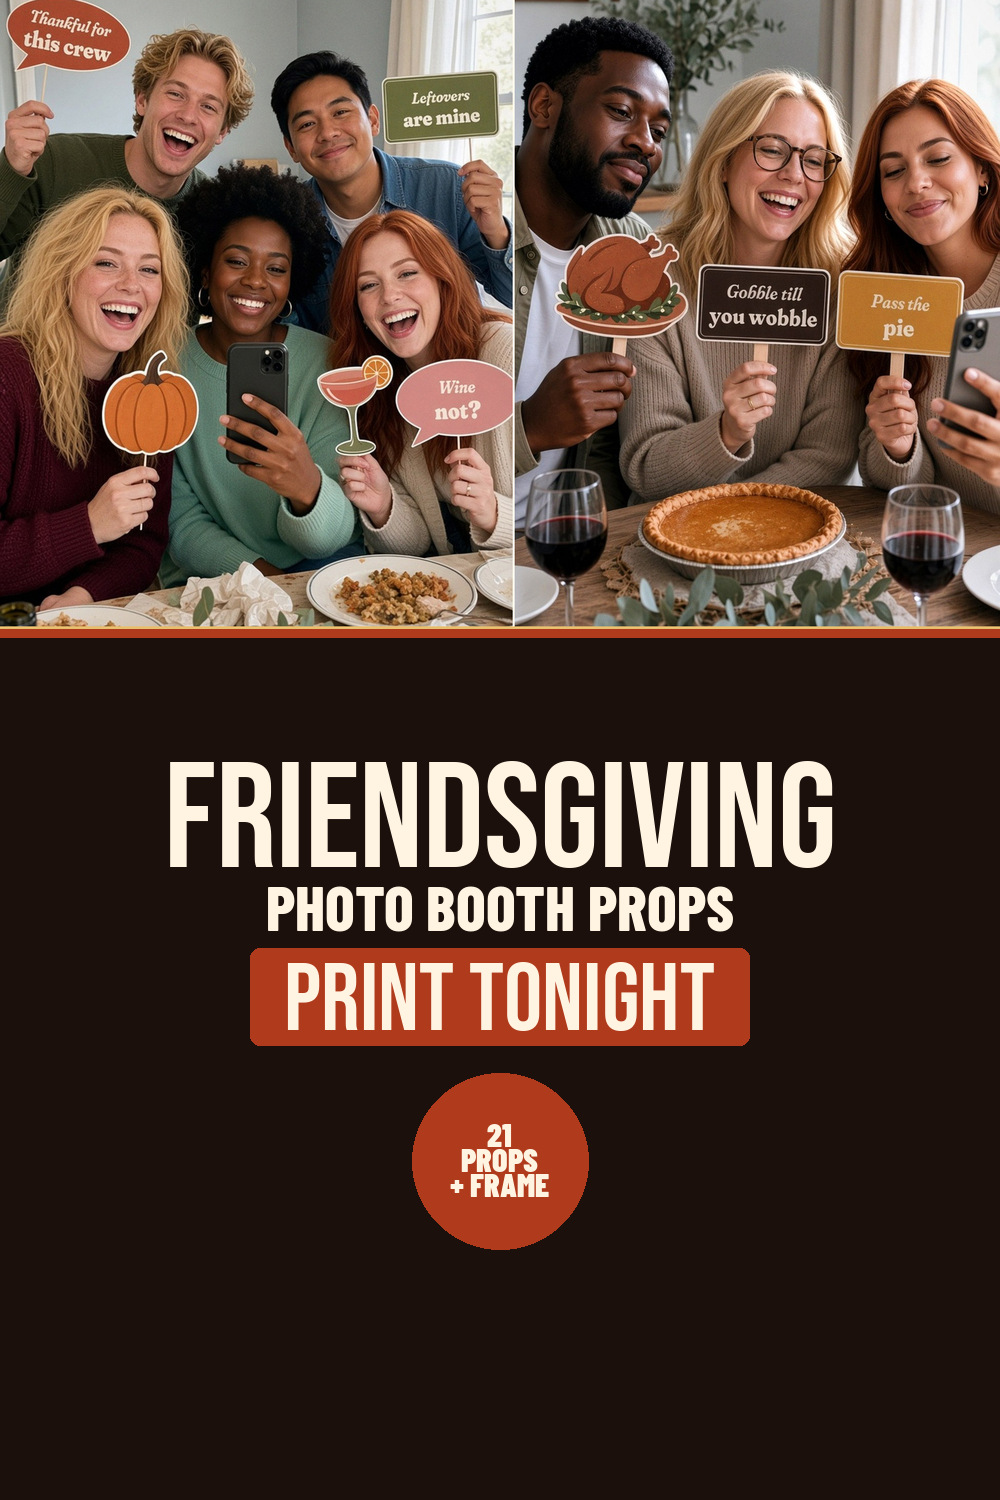 Thankful for
this crew
Leftovers
are mine
Wine
not?
Gobble till
you wobble
Pass the
pie
FRIENDSGIVING
PHOTO BOOTH PROPS
PRINT TONIGHT
21
PROPS
+ FRAME